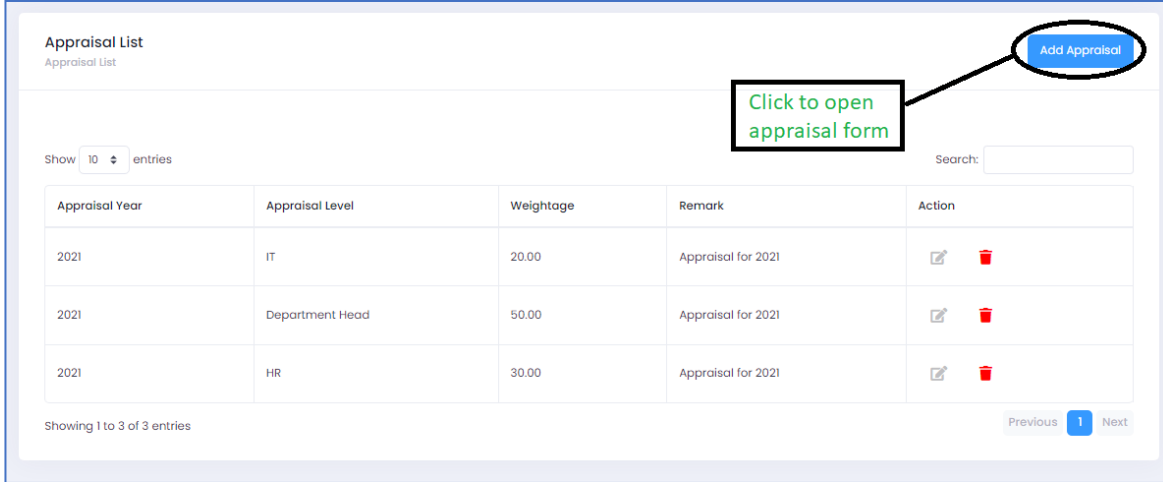 Appraisal List
Appraisal List
Add Appraisal
Click to open
appraisal form
Show 10 entries
Search:
Appraisal Year Appraisal Level Weightage Remark Action
2021 IT 20.00 Appraisal for 2021
2021 Department Head 50.00 Appraisal for 2021
2021 HR 30.00 Appraisal for 2021
Showing 1 to 3 of 3 entries
Previous 1 Next